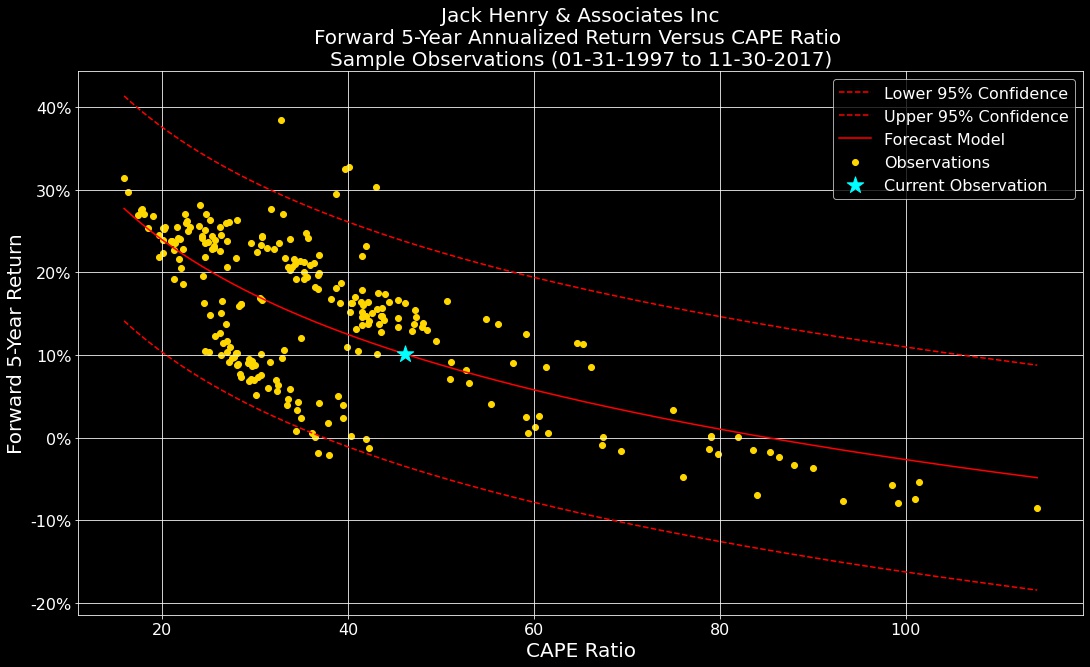 Jack Henry & Associates Inc
Forward 5-Year Annualized Return Versus CAPE Ratio
Sample Observations (01-31-1997 to 11-30-2017)
Lower 95% Confidence
Upper 95% Confidence
Forecast Model
Observations
Current Observation
Forward 5-Year Return
40%
30%
20%
10%
0%
-10%
-20%
20 40 60 80 100
CAPE Ratio